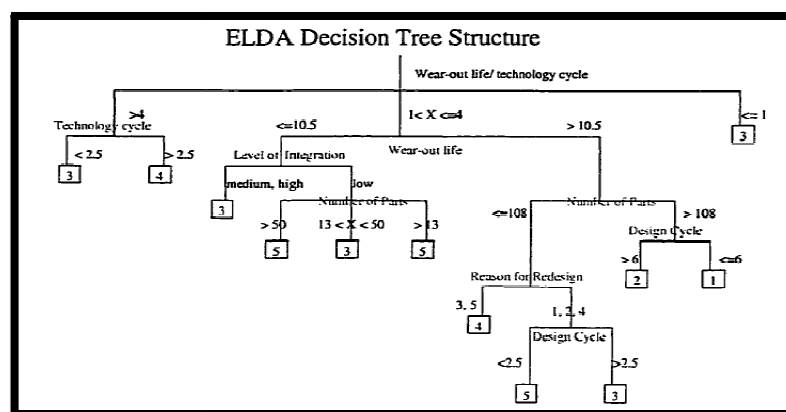 ELDA Decision Tree Structure
Wear-out life/ technology cycle
>4
1< X <=4
<= 1
Technology cycle
<=10.5
Wear-out life
> 10.5
3
< 2.5
> 2.5
Level of Integration
3
4
medium, high
low
3
Number of Parts
<=108
Number of Parts
> 108
> 50
13 < X < 50
> 13
Design Cycle
5
3
5
> 6
<=6
Reason for Redesign
2
1
3, 5
1, 2, 4
4
Design Cycle
<2.5
>2.5
5
3